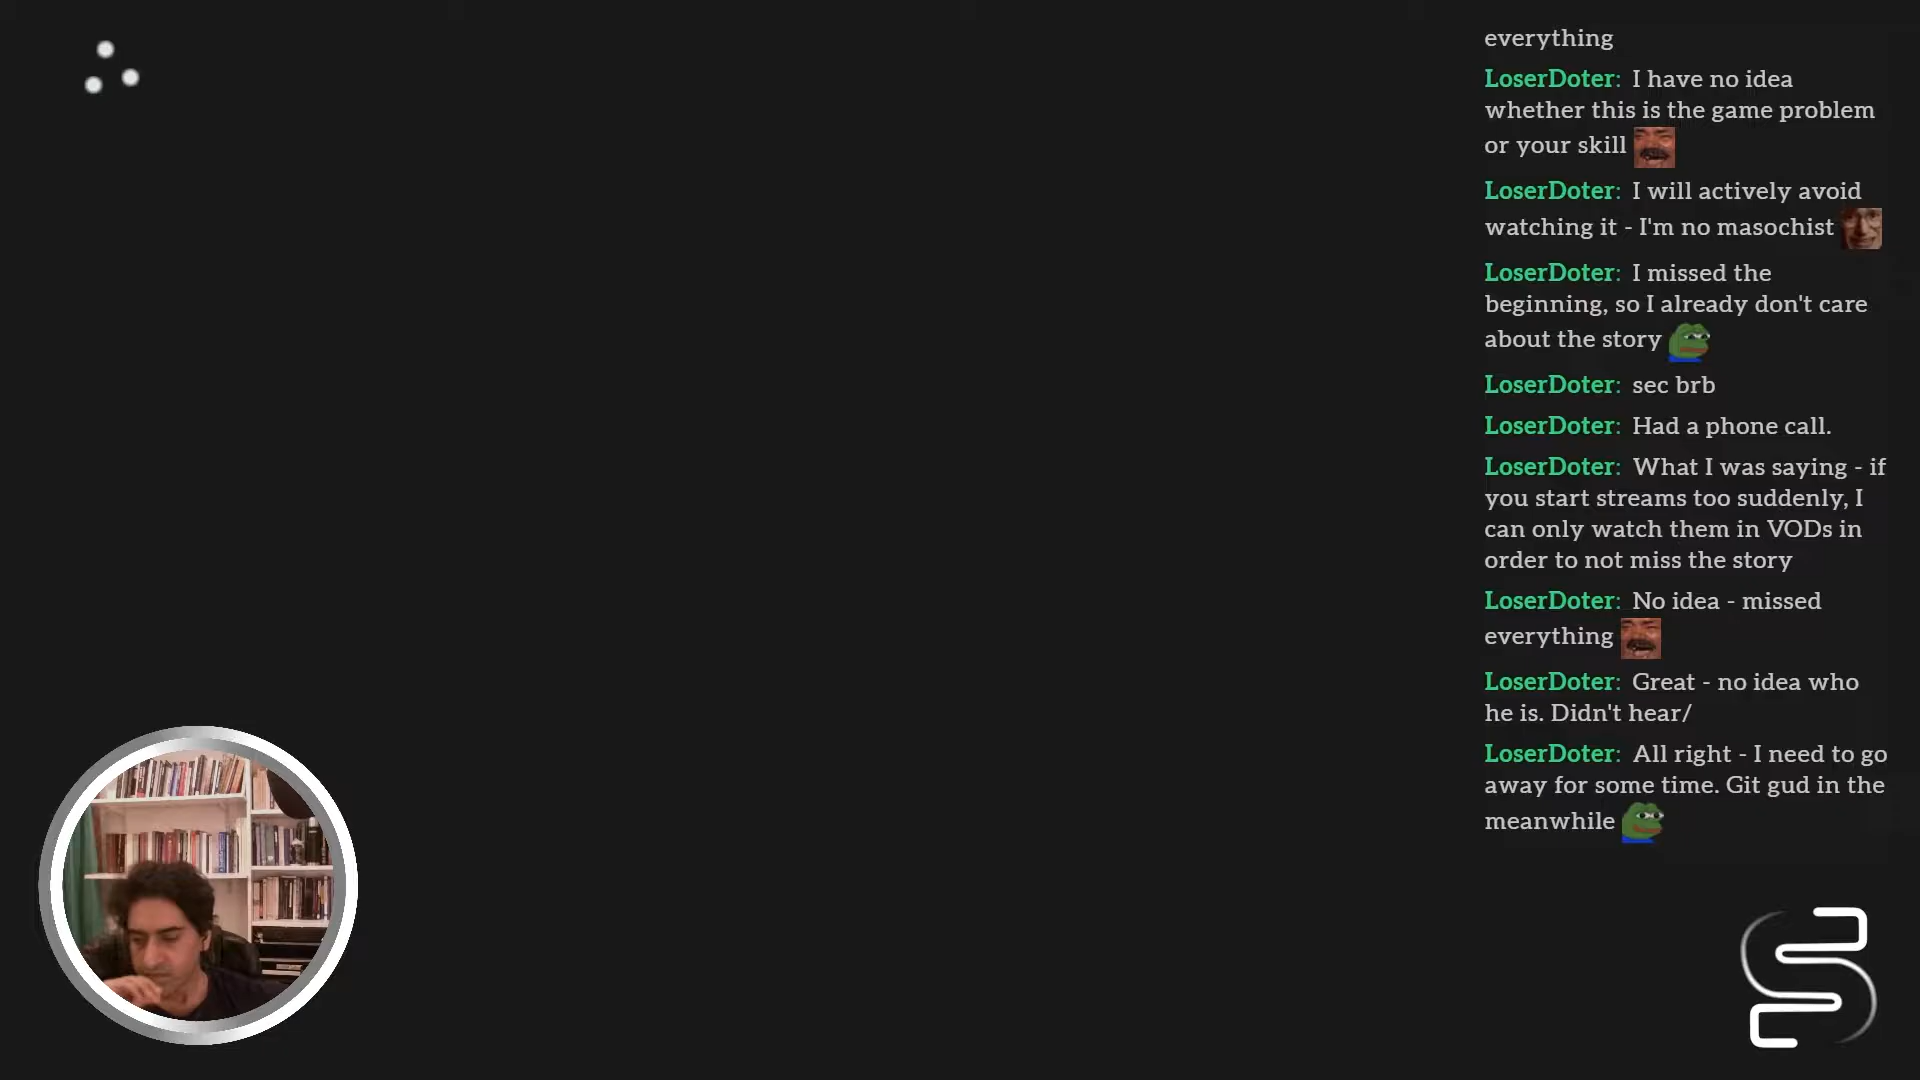 everything
LoserDoter: I have no idea
whether this is the game problem
or your skill
LoserDoter: I will actively avoid
watching it - I'm no masochist
LoserDoter: I missed the
beginning, so I already don't care
about the story
LoserDoter: sec brb
LoserDoter: Had a phone call.
LoserDoter: What I was saying - if
you start streams too suddenly, I
can only watch them in VODs in
order to not miss the story
LoserDoter: No idea - missed
everything
LoserDoter: Great - no idea who
he is. Didn't hear/
LoserDoter: All right - I need to go
away for some time. Git gud in the
meanwhile